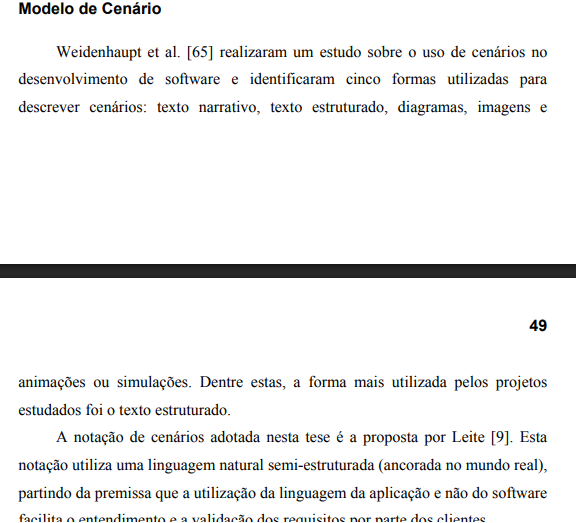 Modelo de Cenário
Weidenhaupt et al. [65] realizaram um estudo sobre o uso de cenários no
desenvolvimento de software e identificaram cinco formas utilizadas para
descrever cenários: texto narrativo, texto estruturado, diagramas, imagens e
49
animações ou simulações. Dentre estas, a forma mais utilizada pelos projetos
estudados foi o texto estruturado.
A notação de cenários adotada nesta tese é a proposta por Leite [9]. Esta
notação utiliza uma linguagem natural semi-estruturada (ancorada no mundo real),
partindo da premissa que a utilização da linguagem da aplicação e não do software
facilita o entendimento e a validação dos requisitos por parte dos clientes